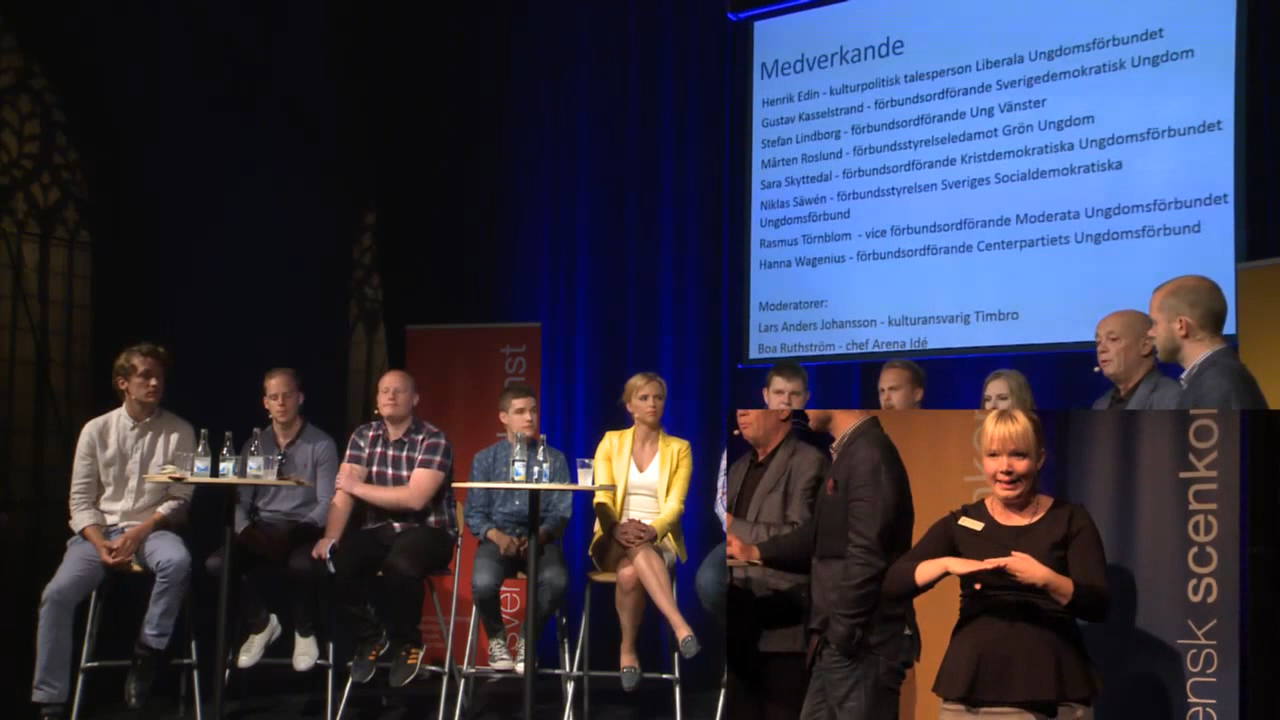 Medverkande
Henrik Edin - kulturpolitisk talesperson Liberala Ungdomsförbundet
Gustav Kasselstrand - förbundsordförande Sverigedemokratisk Ungdom
Stefan Lindborg - förbundsordförande Ung Vänster
Mårten Roslund - förbundsstyrelseledamot Grön Ungdom
Sara Skyttedal - förbundsordförande Kristdemokratiska Ungdomsförbundet
Niklas Säwén - förbundsstyrelsen Sveriges Socialdemokratiska
Ungdomsförbund
Rasmus Törnblom - vice förbundsordförande Moderata Ungdomsförbundet
Hanna Wagenius - förbundsordförande Centerpartiets Ungdomsförbund
Moderatorer:
Lars Anders Johansson - kulturansvarig Timbro
Boa Ruthström - chef Arena Idé
nst
Sver
ensk scenkon